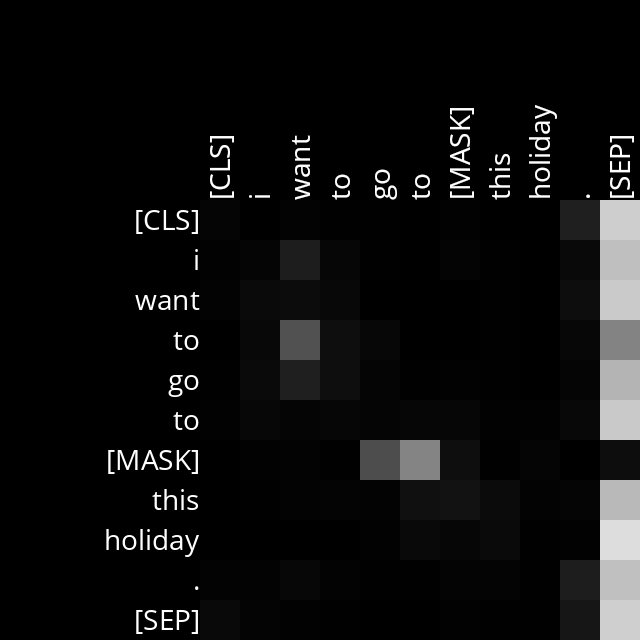 [CLS] i want to go to [MASK] this holiday . [SEP]
[CLS]
i
want
to
go
to
[MASK]
this
holiday
.
[SEP]